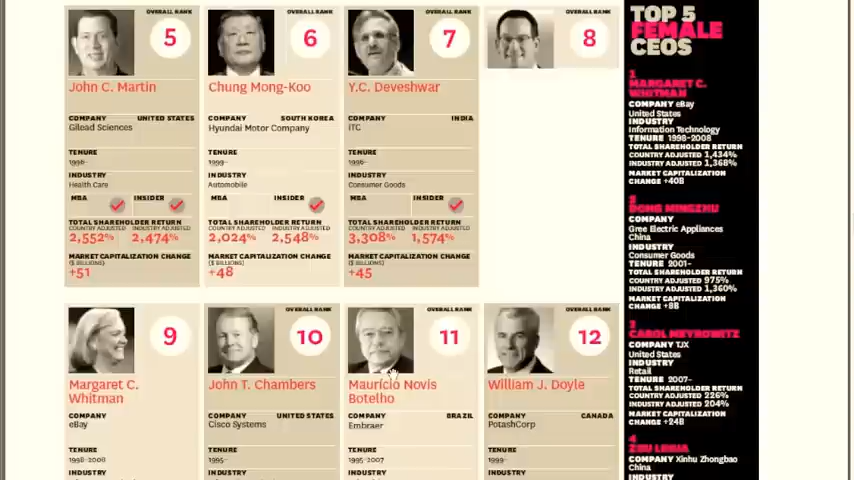 OVERALL RANK
5
John C. Martin
COMPANY UNITED STATES
Gilead Sciences
TENURE
1996-
INDUSTRY
Health Care
MBA INSIDER
TOTAL SHAREHOLDER RETURN
COUNTRY ADJUSTED INDUSTRY ADJUSTED
2,552% 2,474%
MARKET CAPITALIZATION CHANGE
($ BILLIONS)
+51
OVERALL RANK
6
Chung Mong-Koo
COMPANY SOUTH KOREA
Hyundai Motor Company
TENURE
1999-
INDUSTRY
Automobile
MBA INSIDER
TOTAL SHAREHOLDER RETURN
COUNTRY ADJUSTED INDUSTRY ADJUSTED
2,024% 2,548%
MARKET CAPITALIZATION CHANGE
($ BILLIONS)
+48
OVERALL RANK
7
Y.C. Deveshwar
COMPANY INDIA
ITC
TENURE
1996-
INDUSTRY
Consumer Goods
MBA INSIDER
TOTAL SHAREHOLDER RETURN
COUNTRY ADJUSTED INDUSTRY ADJUSTED
3,308% 1,574%
MARKET CAPITALIZATION CHANGE
($ BILLIONS)
+45
OVERALL RANK
8
OVERALL RANK
9
Margaret C.
Whitman
COMPANY
eBay
TENURE
1998-2008
INDUSTRY
OVERALL RANK
10
John T. Chambers
COMPANY UNITED STATES
Cisco Systems
TENURE
1995-
INDUSTRY
OVERALL RANK
11
Maurício Novis
Botelho
COMPANY BRAZIL
Embraer
TENURE
1995-2007
INDUSTRY
OVERALL RANK
12
William J. Doyle
COMPANY CANADA
PotashCorp
TENURE
1999-
INDUSTRY
TOP 5
FEMALE
CEOS
1
MARGARET C.
WHITMAN
COMPANY eBay
United States
INDUSTRY
Information Technology
TENURE 1998-2008
TOTAL SHAREHOLDER RETURN
COUNTRY ADJUSTED 1,434%
INDUSTRY ADJUSTED 1,368%
MARKET CAPITALIZATION
CHANGE +40B
2
DONG MINGZHU
COMPANY
Gree Electric Appliances
China
INDUSTRY
Consumer Goods
TENURE 2001-
TOTAL SHAREHOLDER RETURN
COUNTRY ADJUSTED 975%
INDUSTRY ADJUSTED 1,360%
MARKET CAPITALIZATION
CHANGE +8B
3
CAROL MEYROWITZ
COMPANY TJX
United States
INDUSTRY
Retail
TENURE 2007-
TOTAL SHAREHOLDER RETURN
COUNTRY ADJUSTED 226%
INDUSTRY ADJUSTED 204%
MARKET CAPITALIZATION
CHANGE +24B
4
ZHU LINHA
COMPANY Xinhu Zhongbao
China
INDUSTRY